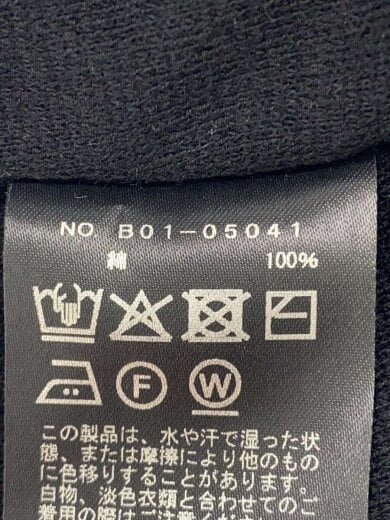 NO. B01-05041
綿 100%
F W
この製品は、水や汗で湿った状
態、または摩擦により他のもの
に色移りすることがあります。
白物、淡色衣類と合わせてのご
着用の際はご注意